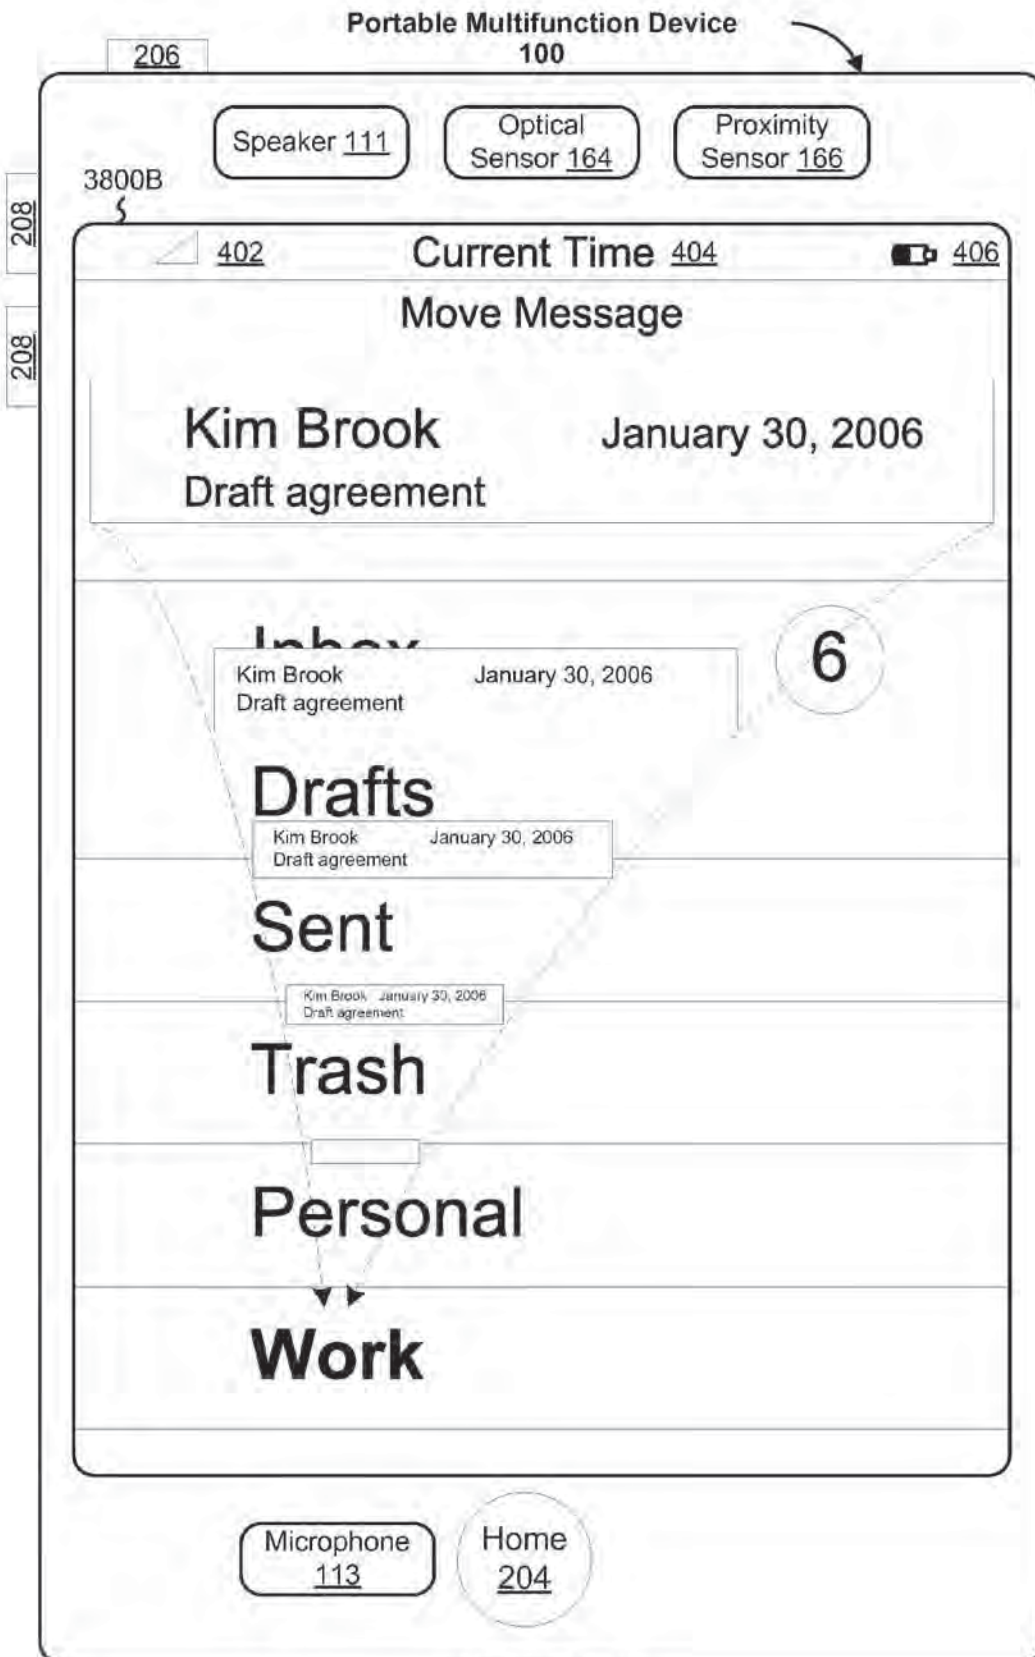 Portable Multifunction Device
100
206
Speaker 111
Optical
Sensor 164
Proximity
Sensor 166
3800B
208
208
402
Current Time 404
406
Move Message
Kim Brook
January 30, 2006
Draft agreement
Inbox
6
Kim Brook
January 30, 2006
Draft agreement
Drafts
Kim Brook
January 30, 2006
Draft agreement
Sent
Kim Brook January 30, 2006
Draft agreement
Trash
Personal
Work
Microphone
113
Home
204